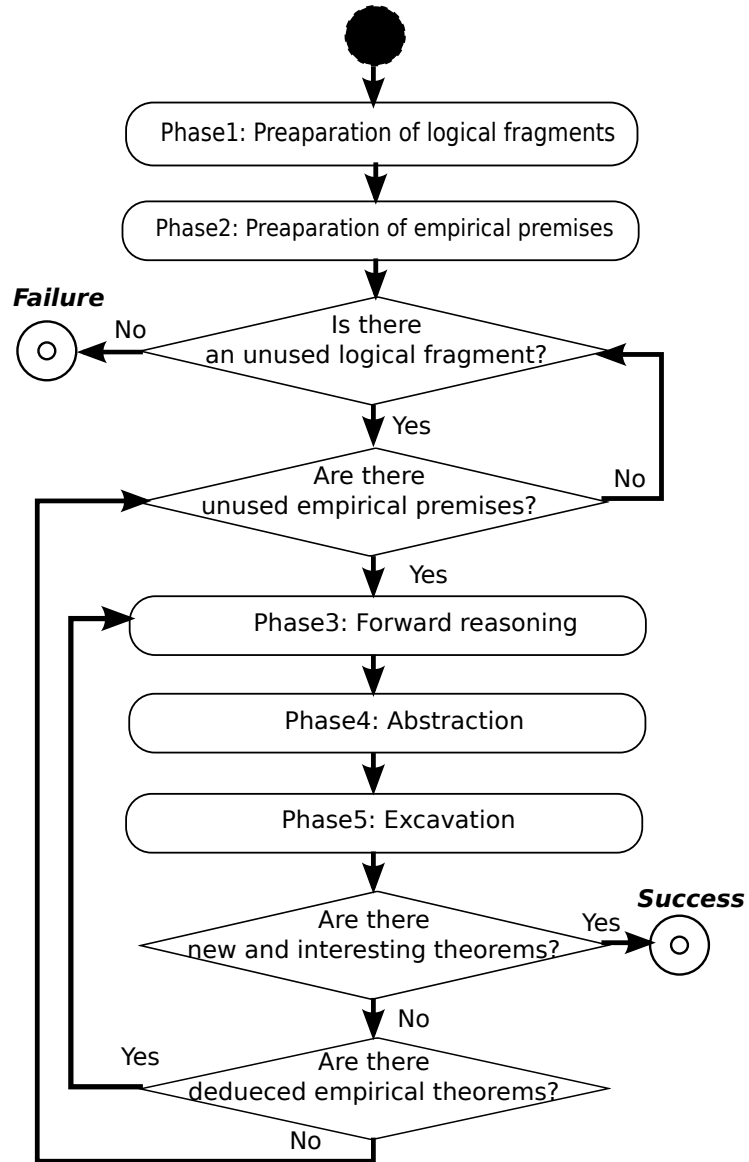 Phase1: Preaparation of logical fragments
Phase2: Preaparation of empirical premises
Failure
No
Is there
an unused logical fragment?
Yes
Are there
unused empirical premises?
No
Yes
Phase3: Forward reasoning
Phase4: Abstraction
Phase5: Excavation
Are there
new and interesting theorems?
Yes
Success
No
Yes
Are there
dedueced empirical theorems?
No